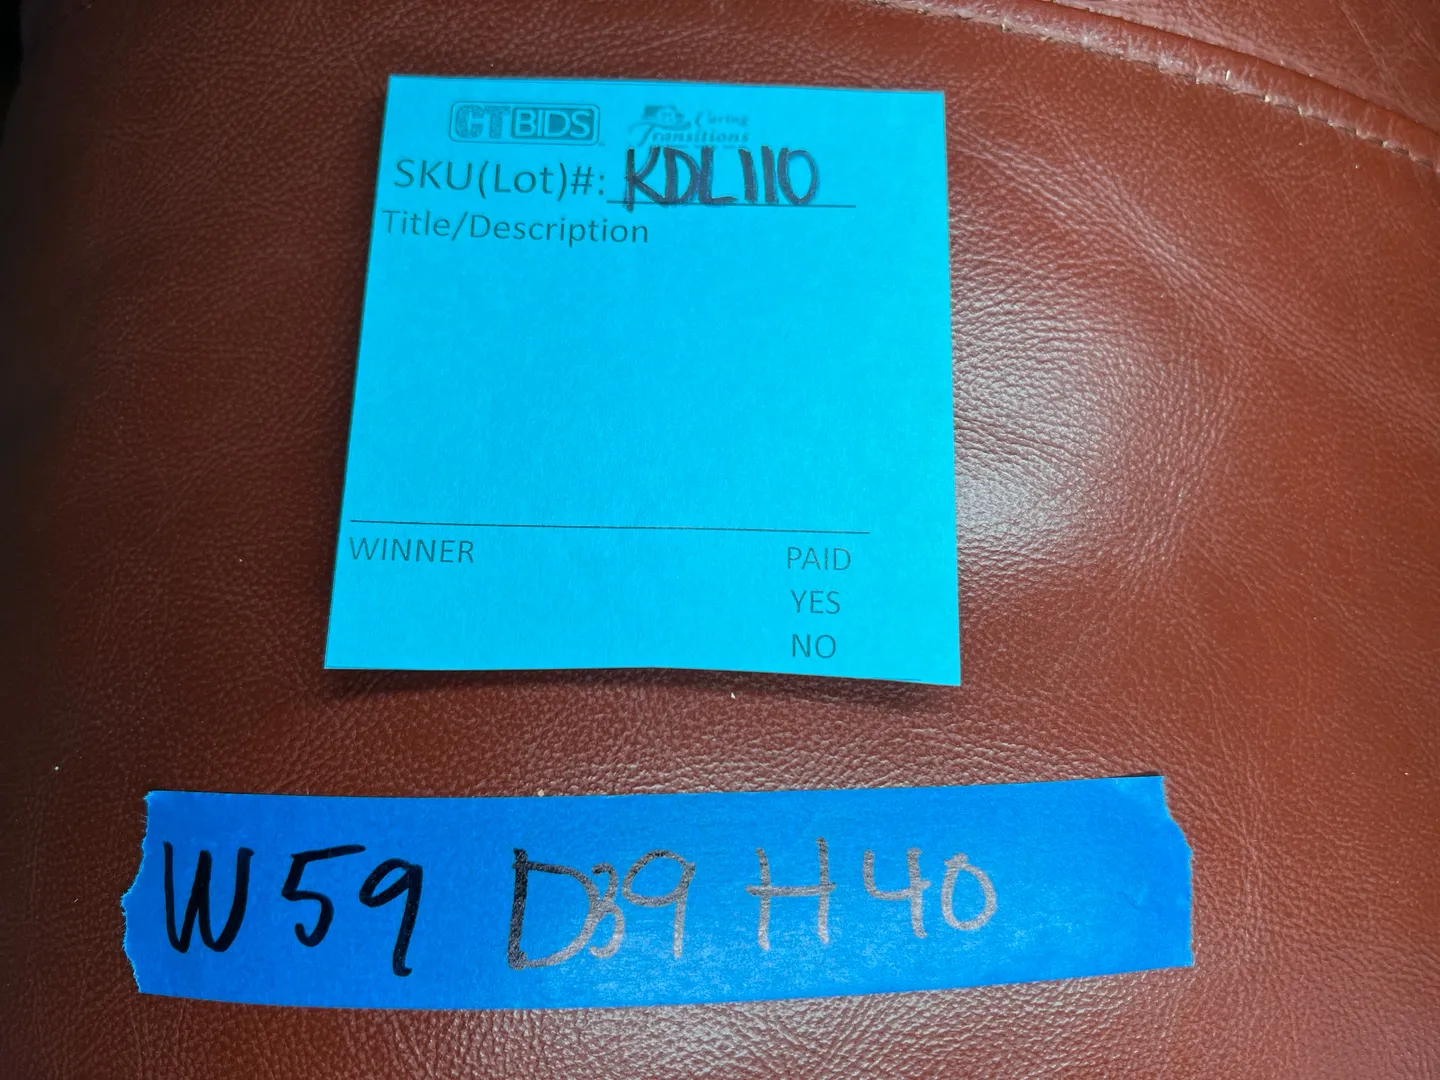 CTBIDS
Caring
Transitions
SKU(Lot)#: KDL110
Title/Description
WINNER PAID
YES
NO
W59 D39 H40